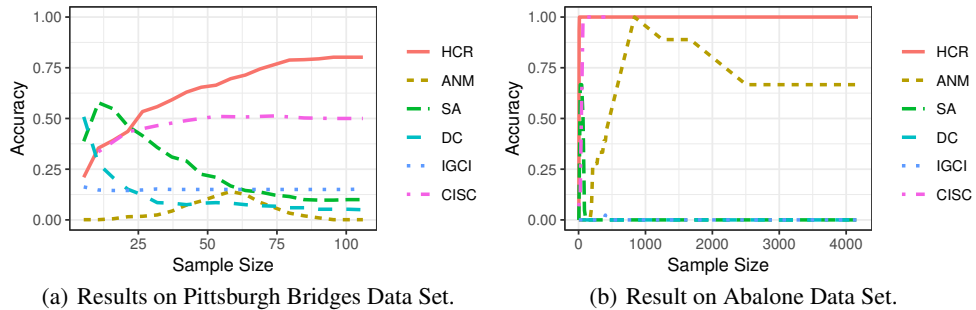 1.00
0.75
0.50
0.25
0.00
Accuracy
25
50
75
100
Sample Size
HCR
ANM
SA
DC
IGCI
CISC
(a) Results on Pittsburgh Bridges Data Set.
1.00
0.75
0.50
0.25
0.00
Accuracy
0
1000
2000
3000
4000
Sample Size
HCR
ANM
SA
DC
IGCI
CISC
(b) Result on Abalone Data Set.